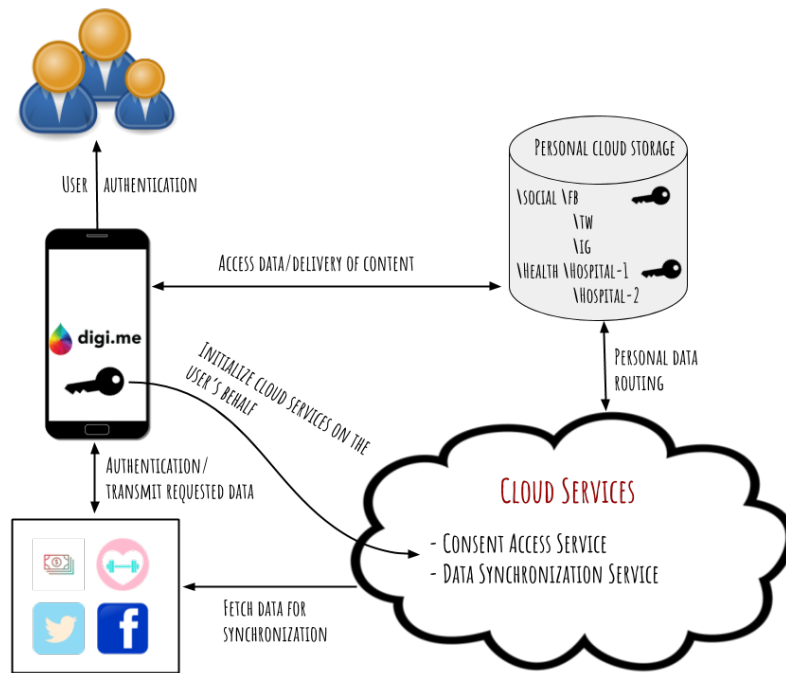 User authentication
Personal cloud storage
\social \fb
\tw
\ig
\Health \Hospital-1
\Hospital-2
Access data/delivery of content
digi.me
Initialize cloud services on the
user's behalf
Personal data
routing
Authentication/
transmit requested data
Cloud Services
- Consent Access Service
- Data Synchronization Service
Fetch data for
synchronization